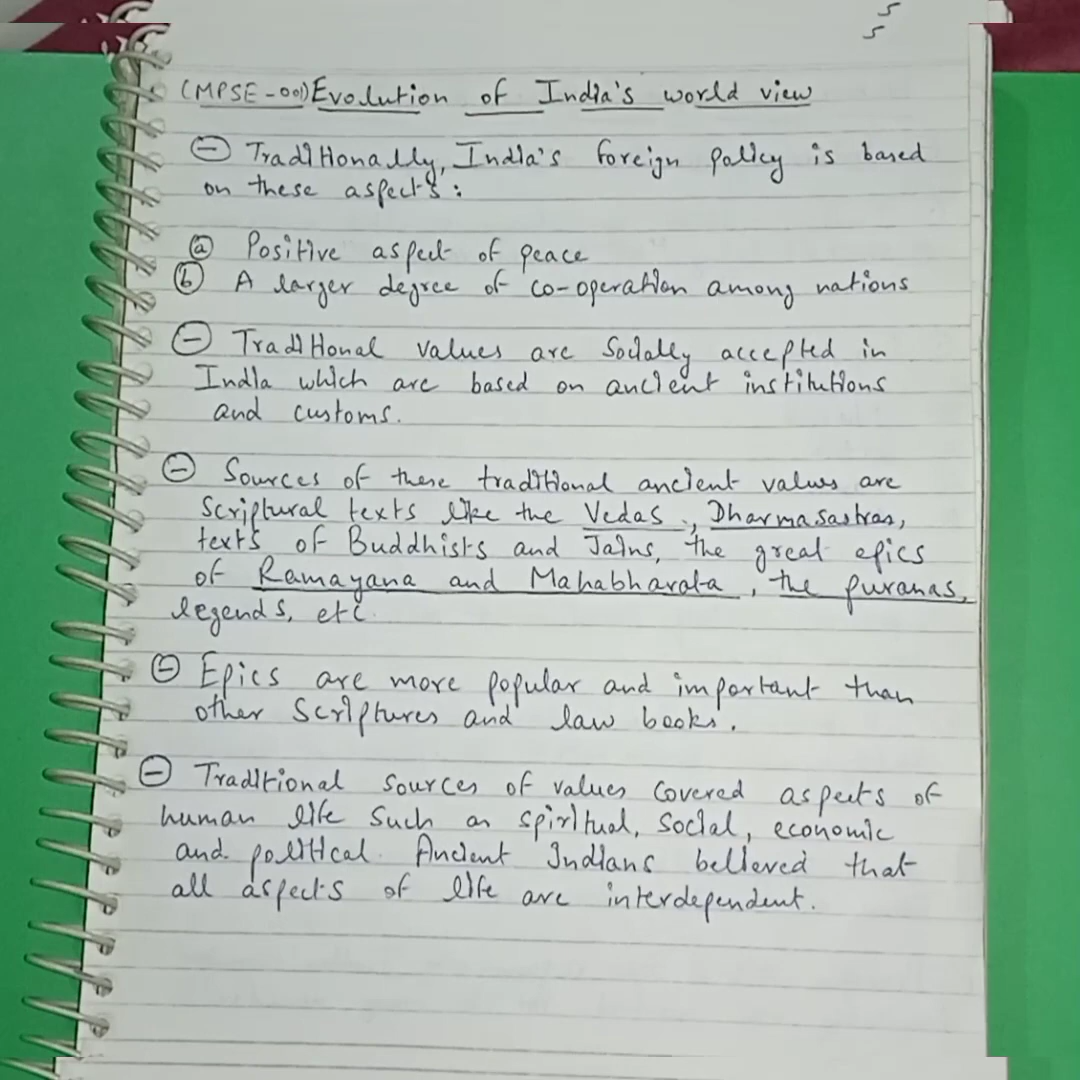 (MPSE-001) Evolution of India's world view
⊖ Traditionally, India's foreign policy is based
on these aspects:
ⓐ Positive aspect of peace
ⓑ A larger degree of co-operation among nations
⊖ Traditional values are socially accepted in
India which are based on ancient institutions
and customs.
⊖ Sources of these traditional ancient values are
Scriptural texts like the Vedas, Dharmasastras,
texts of Buddhists and Jains, the great epics
of Ramayana and Mahabharata, the puranas,
legends, etc.
⊖ Epics are more popular and important than
other Scriptures and law books.
⊖ Traditional sources of values covered aspects of
human life such as spiritual, social, economic
and political. Ancient Indians believed that
all aspects of life are interdependent.